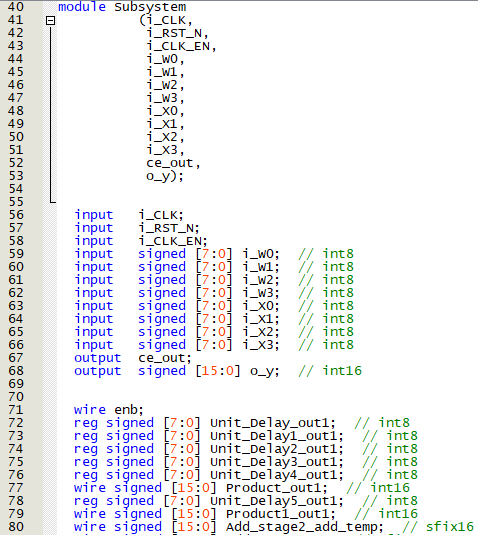 40 module Subsystem
41 (i_CLK,
42 i_RST_N,
43 i_CLK_EN,
44 i_W0,
45 i_W1,
46 i_W2,
47 i_W3,
48 i_X0,
49 i_X1,
50 i_X2,
51 i_X3,
52 ce_out,
53 o_y);
54
55
56 input i_CLK;
57 input i_RST_N;
58 input i_CLK_EN;
59 input signed [7:0] i_W0; // int8
60 input signed [7:0] i_W1; // int8
61 input signed [7:0] i_W2; // int8
62 input signed [7:0] i_W3; // int8
63 input signed [7:0] i_X0; // int8
64 input signed [7:0] i_X1; // int8
65 input signed [7:0] i_X2; // int8
66 input signed [7:0] i_X3; // int8
67 output ce_out;
68 output signed [15:0] o_y; // int16
69
70
71 wire enb;
72 reg signed [7:0] Unit_Delay_out1; // int8
73 reg signed [7:0] Unit_Delay1_out1; // int8
74 reg signed [7:0] Unit_Delay2_out1; // int8
75 reg signed [7:0] Unit_Delay3_out1; // int8
76 reg signed [7:0] Unit_Delay4_out1; // int8
77 wire signed [15:0] Product_out1; // int16
78 reg signed [7:0] Unit_Delay5_out1; // int8
79 wire signed [15:0] Product1_out1; // int16
80 wire signed [15:0] Add_stage2_add_temp; // sfix16